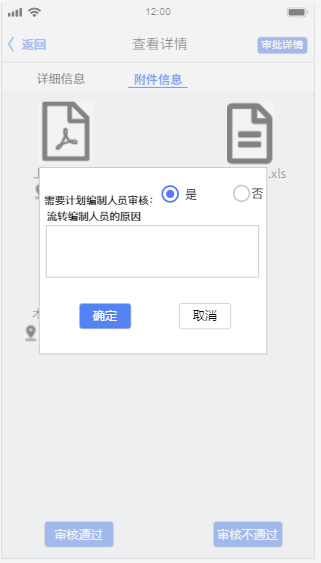 12:00
返回 查看详情 审批详情
详细信息 附件信息
.xls
需要计划编制人员审核: 是 否
流转编制人员的原因
确定 取消
审核通过 审核不通过